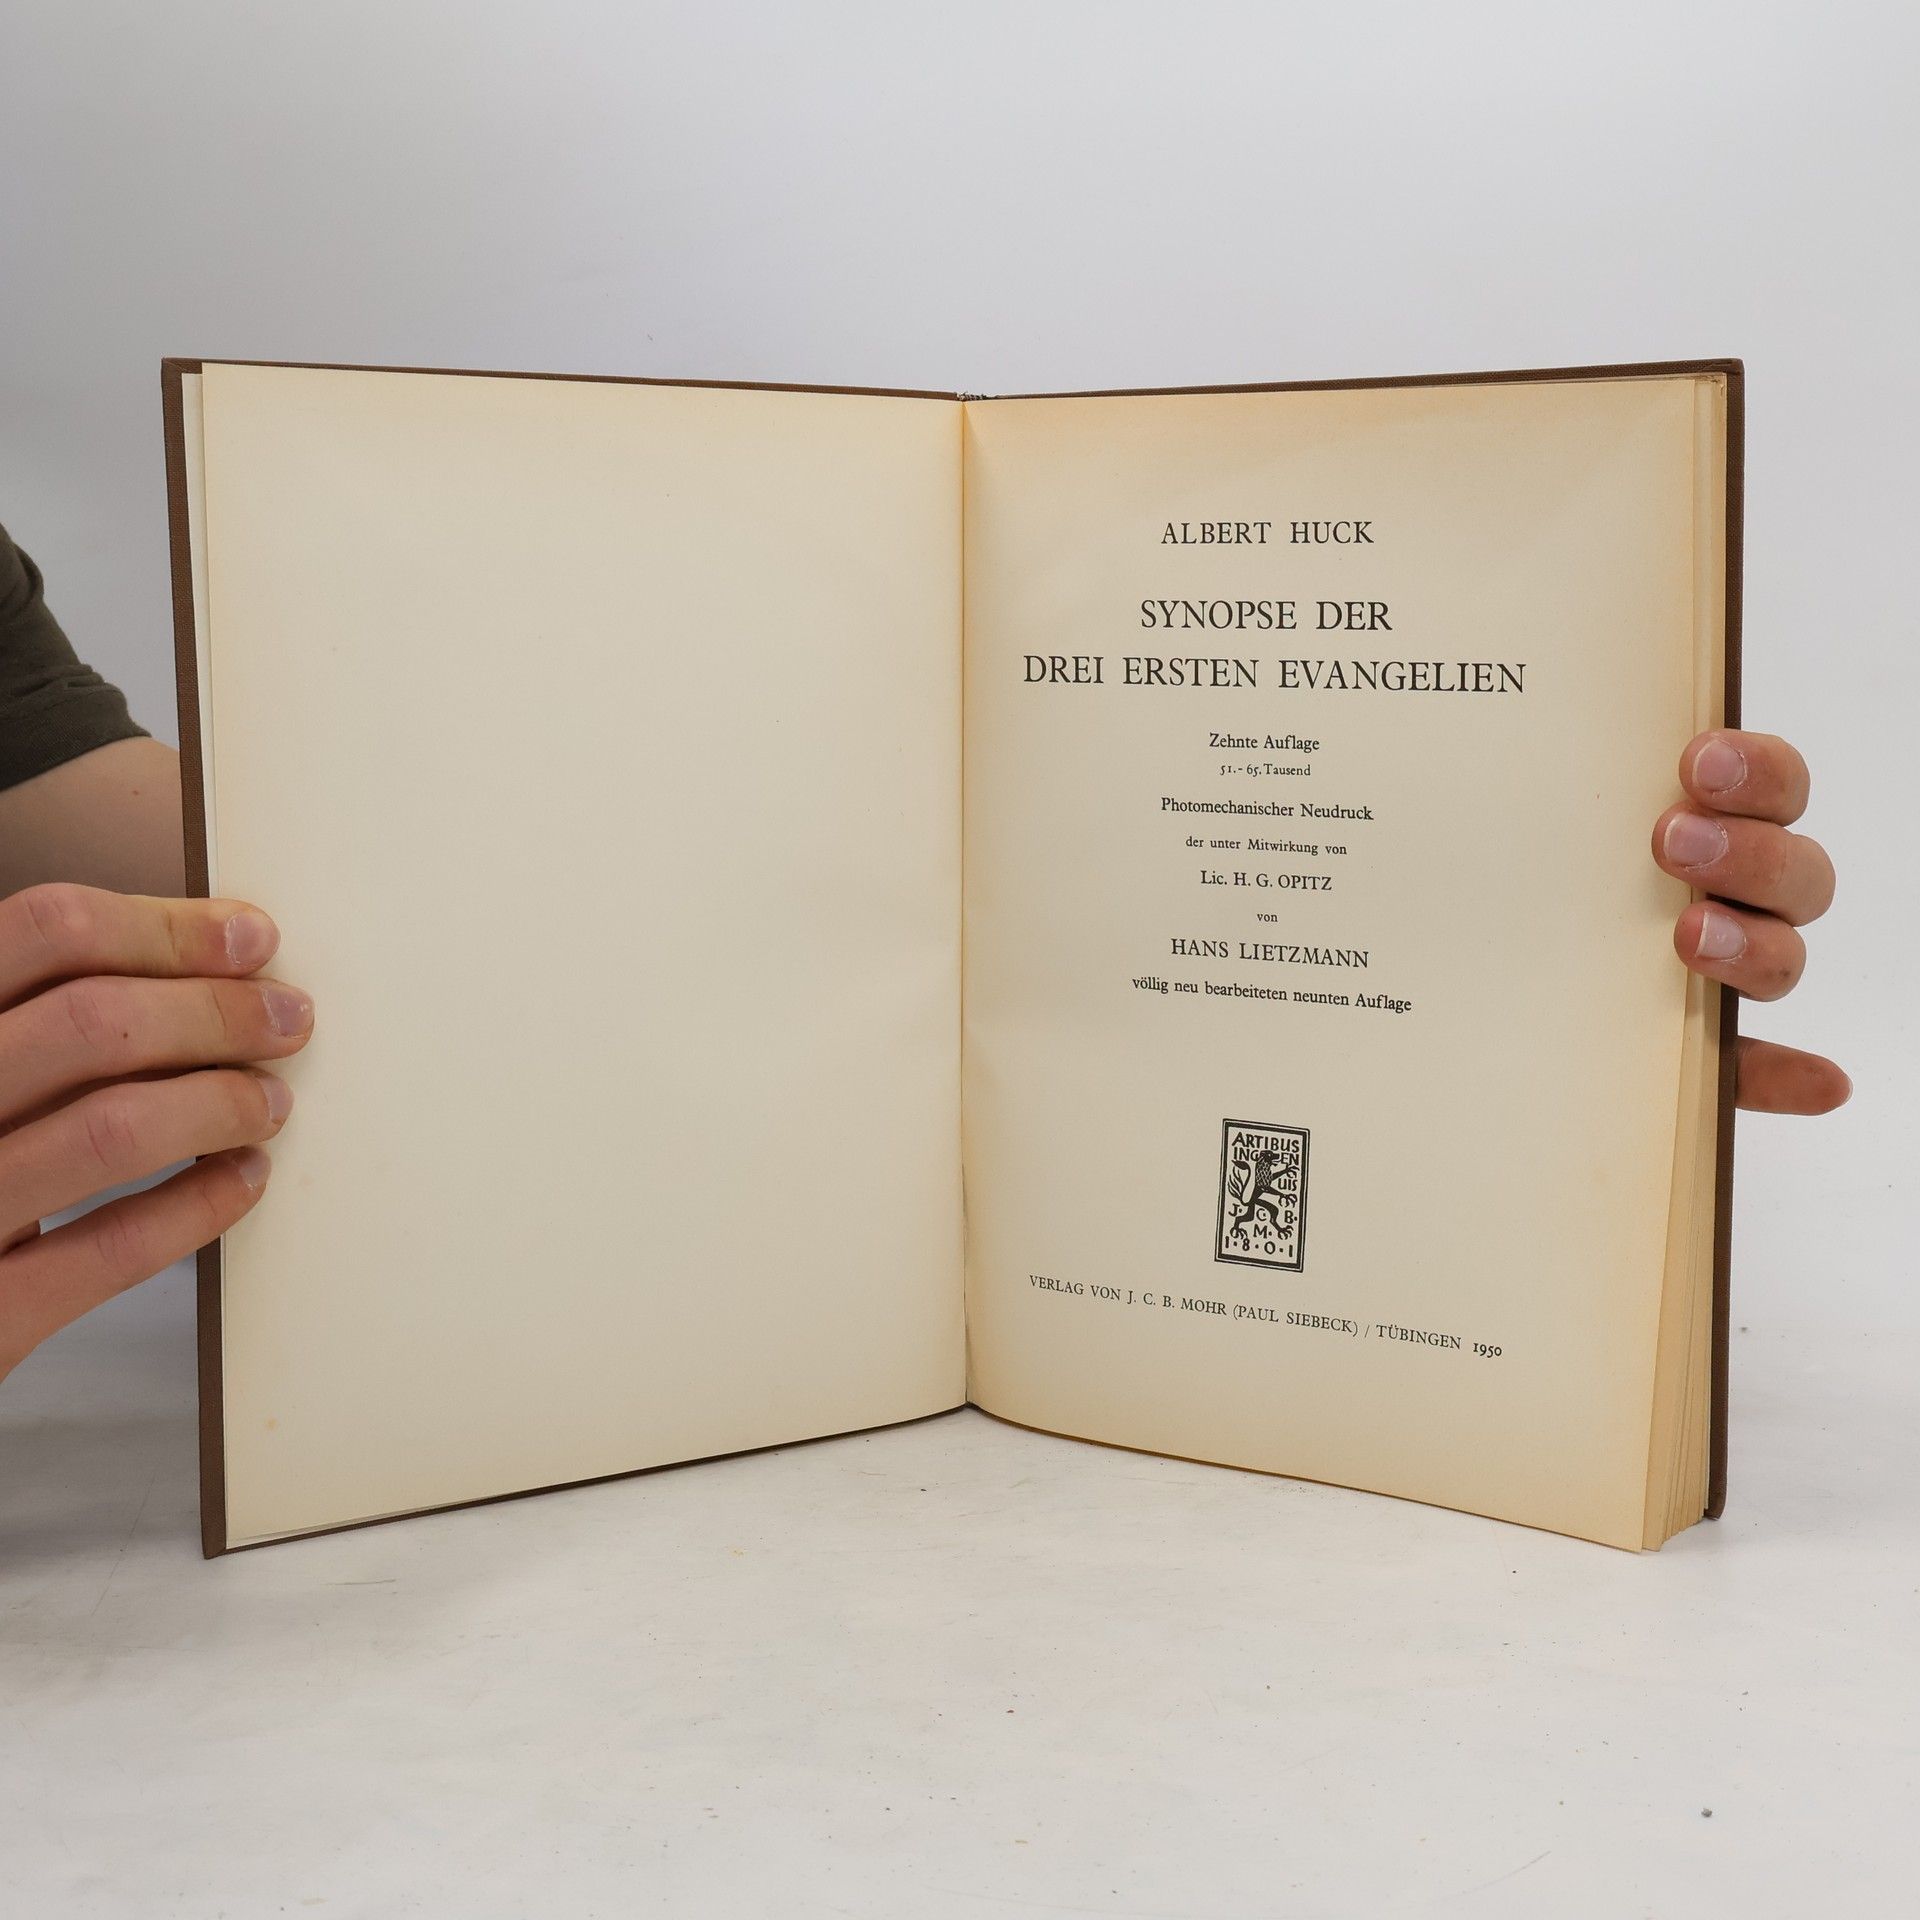 ALBERT HUCK
SYNOPSE DER
DREI ERSTEN EVANGELIEN
Zehnte Auflage
51.-65. Tausend
Photomechanischer Neudruck
der unter Mitwirkung von
Lic. H. G. OPITZ
von
HANS LIETZMANN
völlig neu bearbeiteten neunten Auflage
ARTIBUS
INGEN
UIS
J. C. B.
M.
1·8·0·1
VERLAG VON J. C. B. MOHR (PAUL SIEBECK) / TÜBINGEN 1950